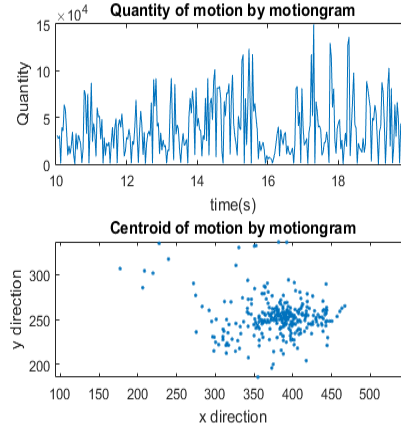 Quantity of motion by motiongram
×10⁴
15
10
5
0
Quantity
10 12 14 16 18
time(s)
Centroid of motion by motiongram
300
250
200
y direction
100 150 200 250 300 350 400 450 500
x direction